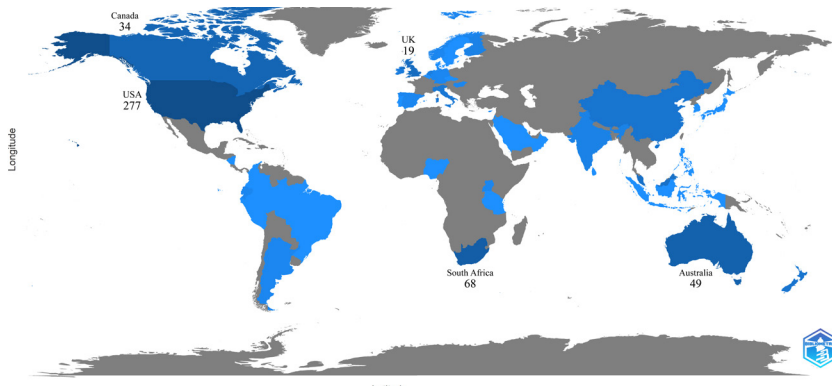 Canada
34
UK
19
USA
277
Longitude
South Africa
68
Australia
49